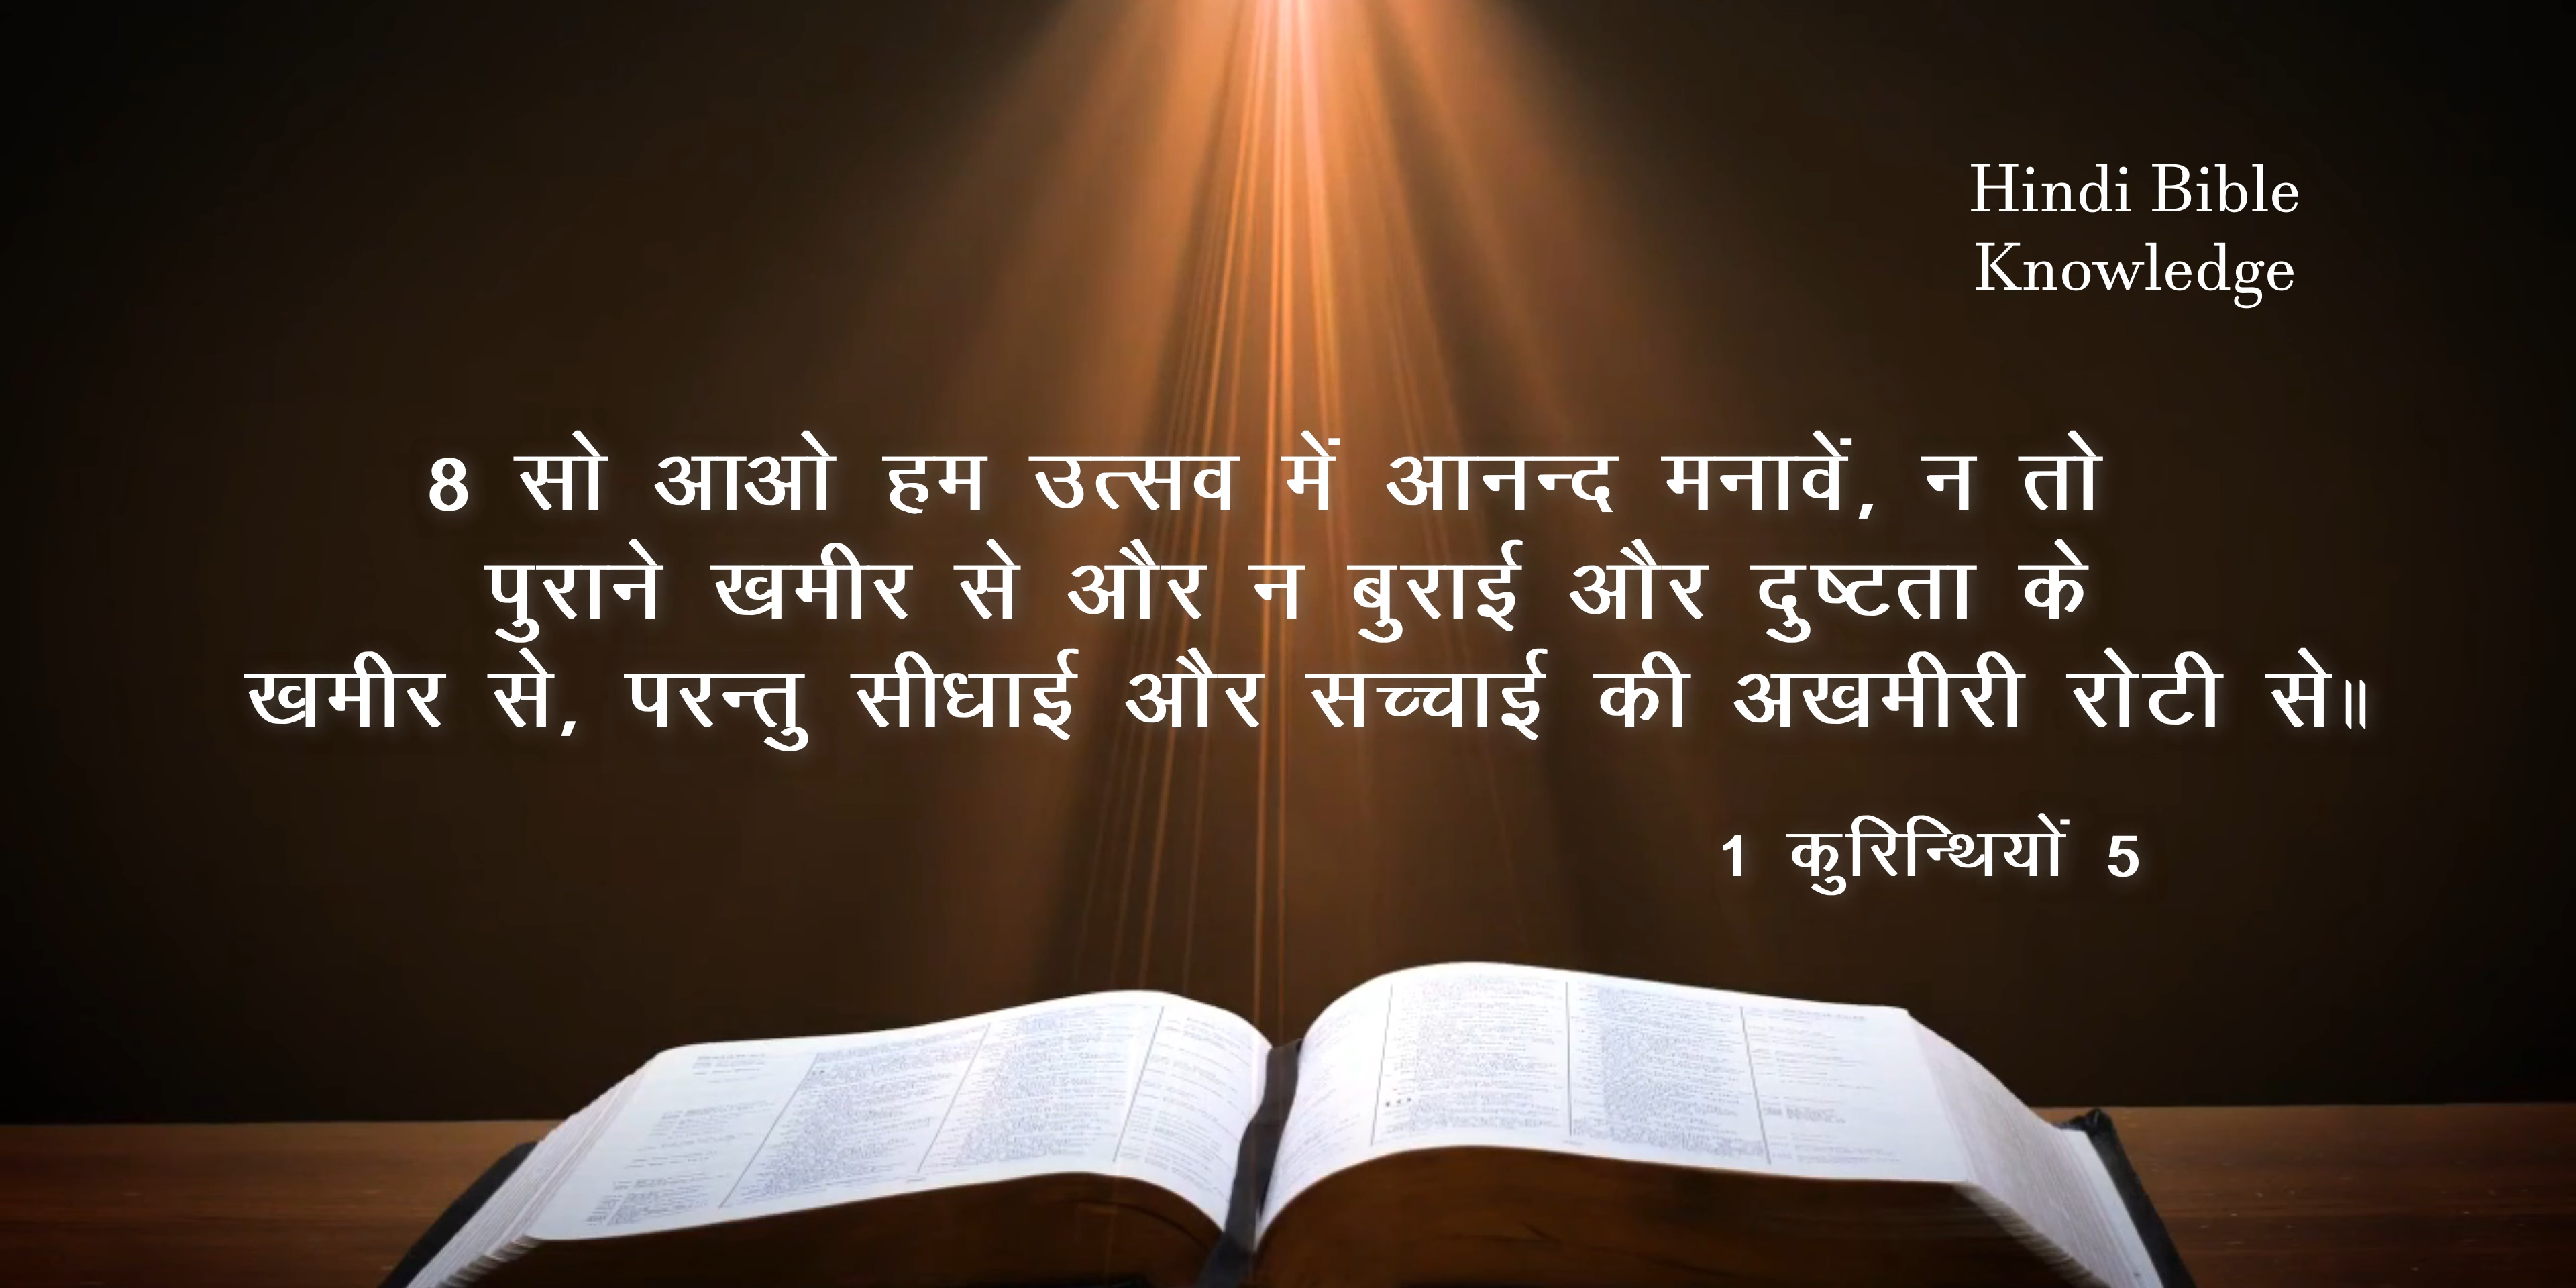 Hindi Bible
Knowledge
8 सो आओ हम उत्सव में आनन्द मनावें, न तो
पुराने खमीर से और न बुराई और दुष्टता के
खमीर से, परन्तु सीधाई और सच्चाई की अखमीरी रोटी से॥
1 कुरिन्थियों 5